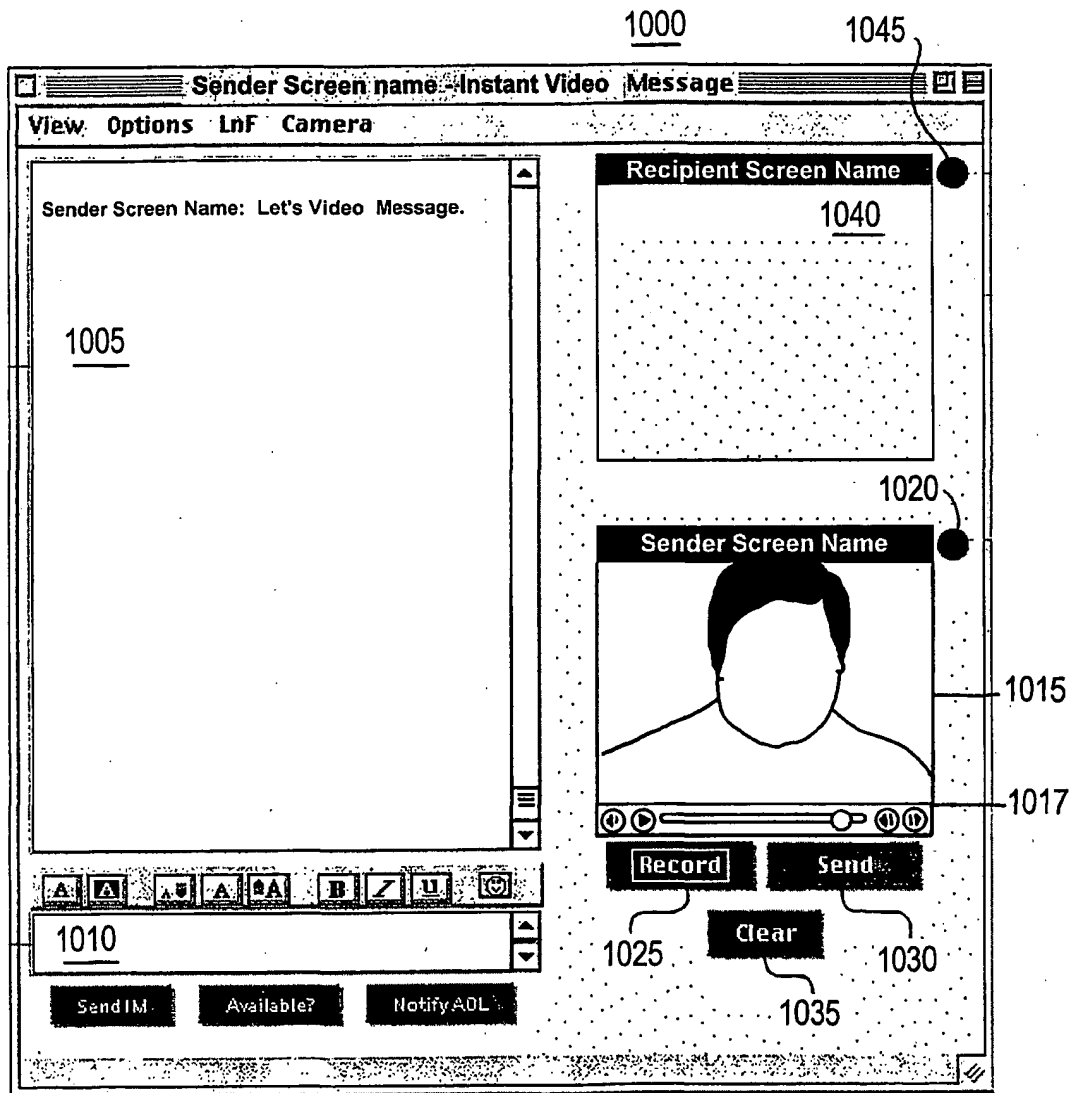 1000
1045
Sender Screen name - Instant Video Message
View Options LnF Camera
Recipient Screen Name
1040
Sender Screen Name: Let's Video Message.
1005
1020
Sender Screen Name
1015
1017
Record Send
A A A A A B I U
1010
Clear
1025
1030
1035
Send IM Available? Notify AOL